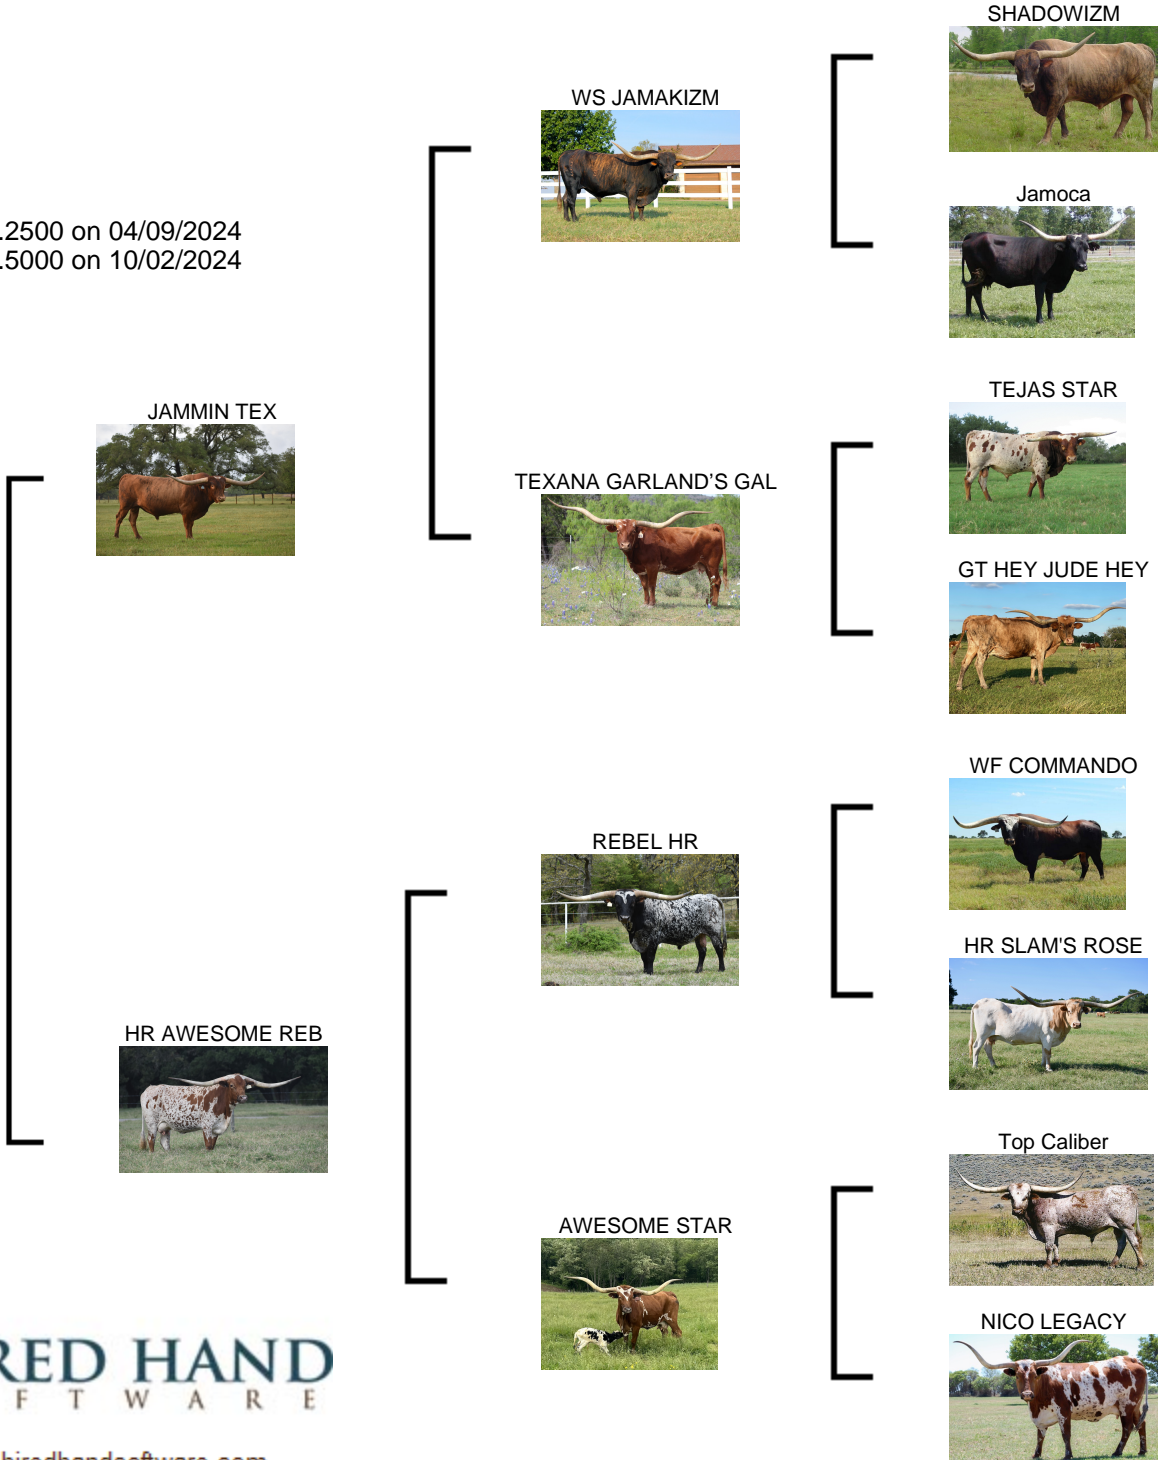 SHADOWIZM
WS JAMAKIZM
Jamoca
.2500 on 04/09/2024
.5000 on 10/02/2024
TEJAS STAR
JAMMIN TEX
TEXANA GARLAND'S GAL
GT HEY JUDE HEY
WF COMMANDO
REBEL HR
HR SLAM'S ROSE
HR AWESOME REB
Top Caliber
AWESOME STAR
NICO LEGACY
RED HAND
F T W A R E
hiredhandsoftware.com